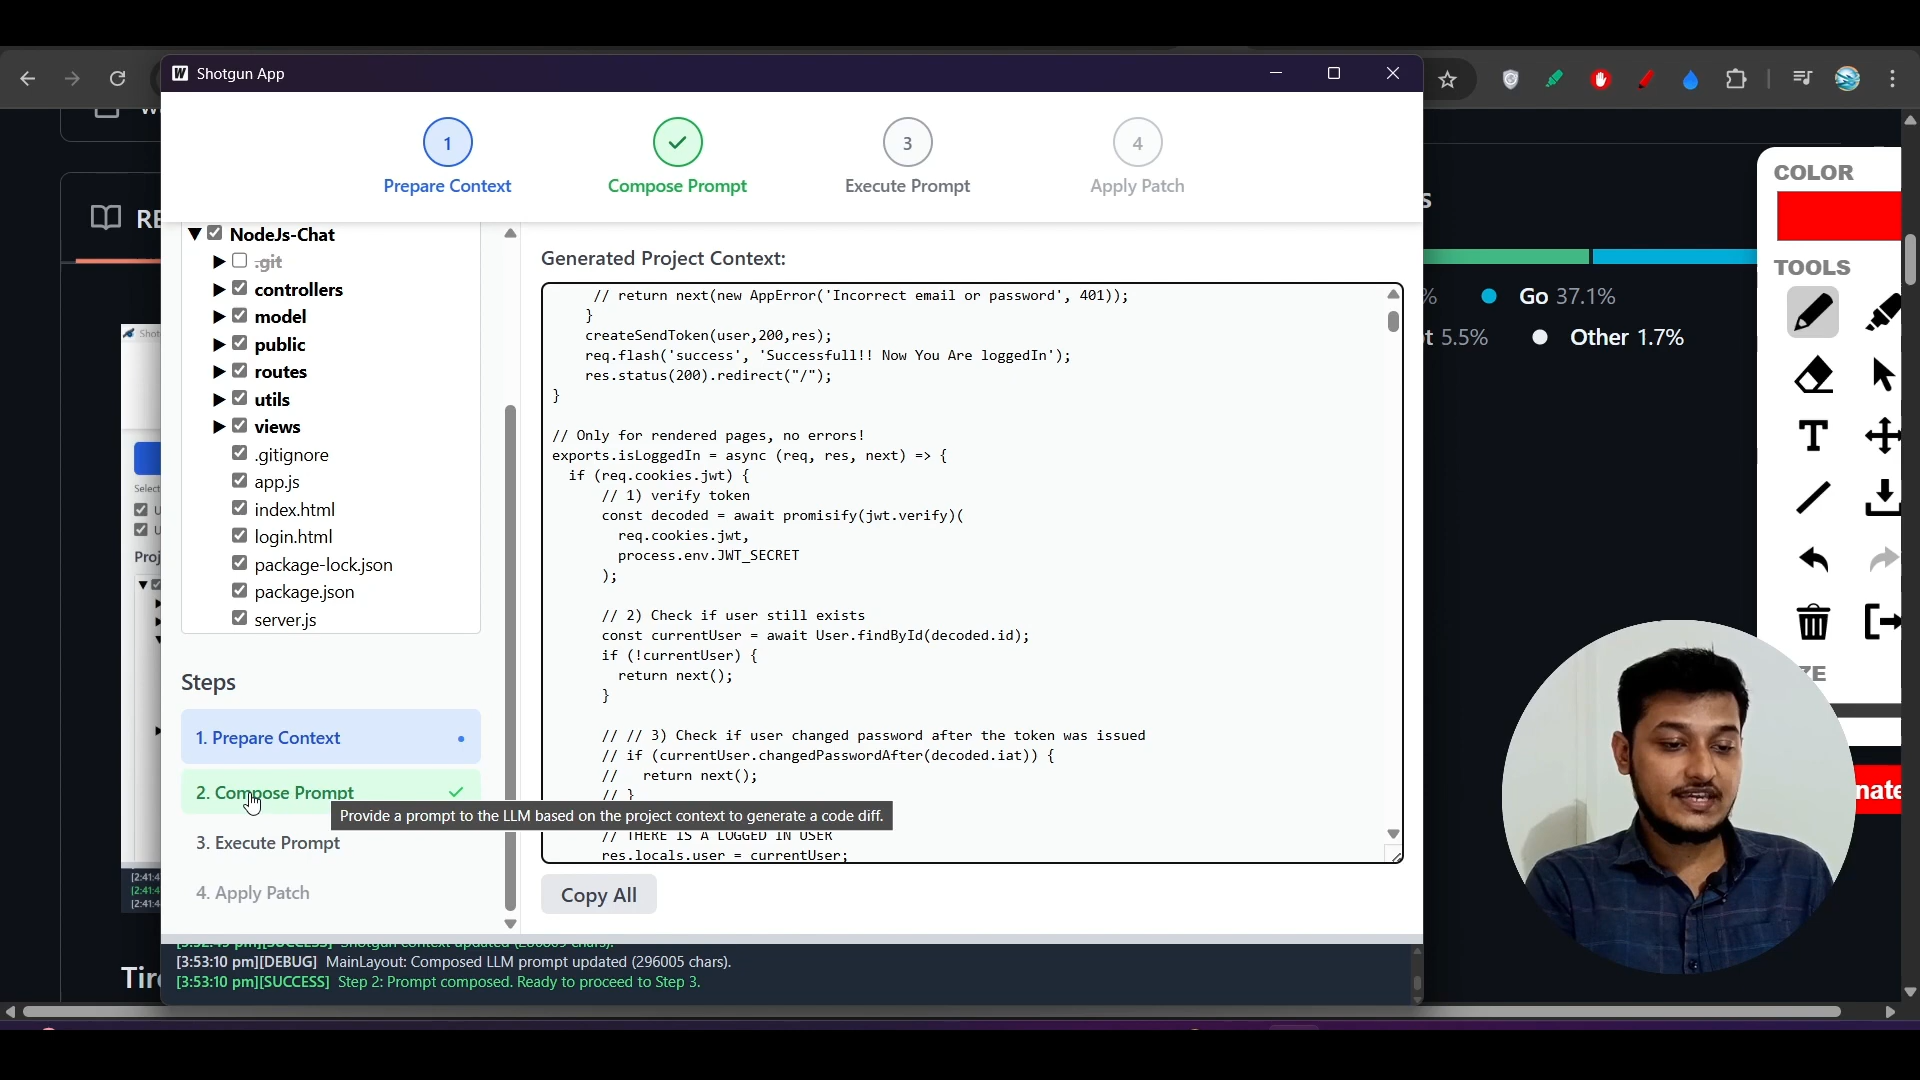 Shotgun App
1
3
4
Prepare Context
Compose Prompt
Execute Prompt
Apply Patch
NodeJs-Chat
.git
controllers
model
public
routes
utils
views
.gitignore
app.js
index.html
login.html
package-lock.json
package.json
server.js
Steps
1. Prepare Context
2. Compose Prompt
3. Execute Prompt
4. Apply Patch
Provide a prompt to the LLM based on the project context to generate a code diff.
Generated Project Context:
// return next(new AppError('Incorrect email or password', 401));
}
createSendToken(user,200,res);
req.flash('success', 'Successfull!! Now You Are loggedIn');
res.status(200).redirect("/");
}
// Only for rendered pages, no errors!
exports.isLoggedIn = async (req, res, next) => {
if (req.cookies.jwt) {
// 1) verify token
const decoded = await promisify(jwt.verify)(
req.cookies.jwt,
process.env.JWT_SECRET
);
// 2) Check if user still exists
const currentUser = await User.findById(decoded.id);
if (!currentUser) {
return next();
}
// // 3) Check if user changed password after the token was issued
// if (currentUser.changedPasswordAfter(decoded.iat)) {
//   return next();
// }
// THERE IS A LOGGED IN USER
res.locals.user = currentUser;
Copy All
[3:53:10 pm][DEBUG] MainLayout: Composed LLM prompt updated (296005 chars).
[3:53:10 pm][SUCCESS] Step 2: Prompt composed. Ready to proceed to Step 3.
Go 37.1%
5.5%
Other 1.7%
COLOR
TOOLS